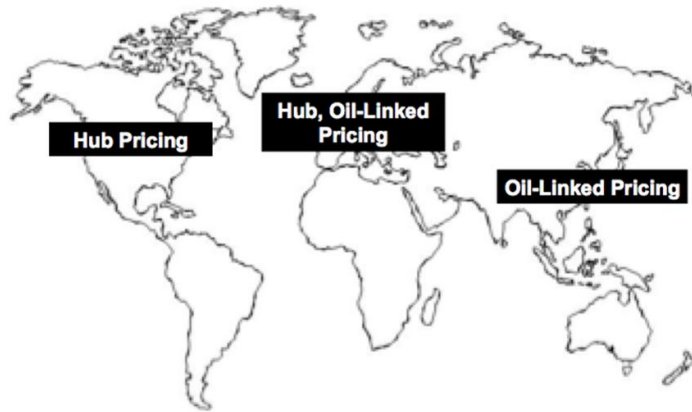 Hub Pricing
Hub, Oil-Linked
Pricing
Oil-Linked Pricing